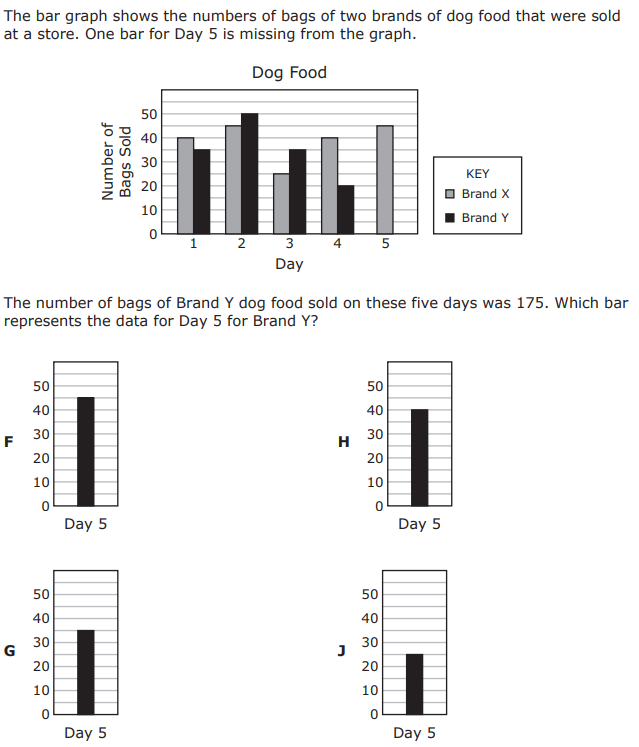 The bar graph shows the numbers of bags of two brands of dog food that were sold
at a store. One bar for Day 5 is missing from the graph.
Dog Food
Number of
Bags Sold
50
40
30
20
10
0
1 2 3 4 5
Day
KEY
Brand X
Brand Y
The number of bags of Brand Y dog food sold on these five days was 175. Which bar
represents the data for Day 5 for Brand Y?
F
50
40
30
20
10
0
Day 5
H
50
40
30
20
10
0
Day 5
G
50
40
30
20
10
0
Day 5
J
50
40
30
20
10
0
Day 5